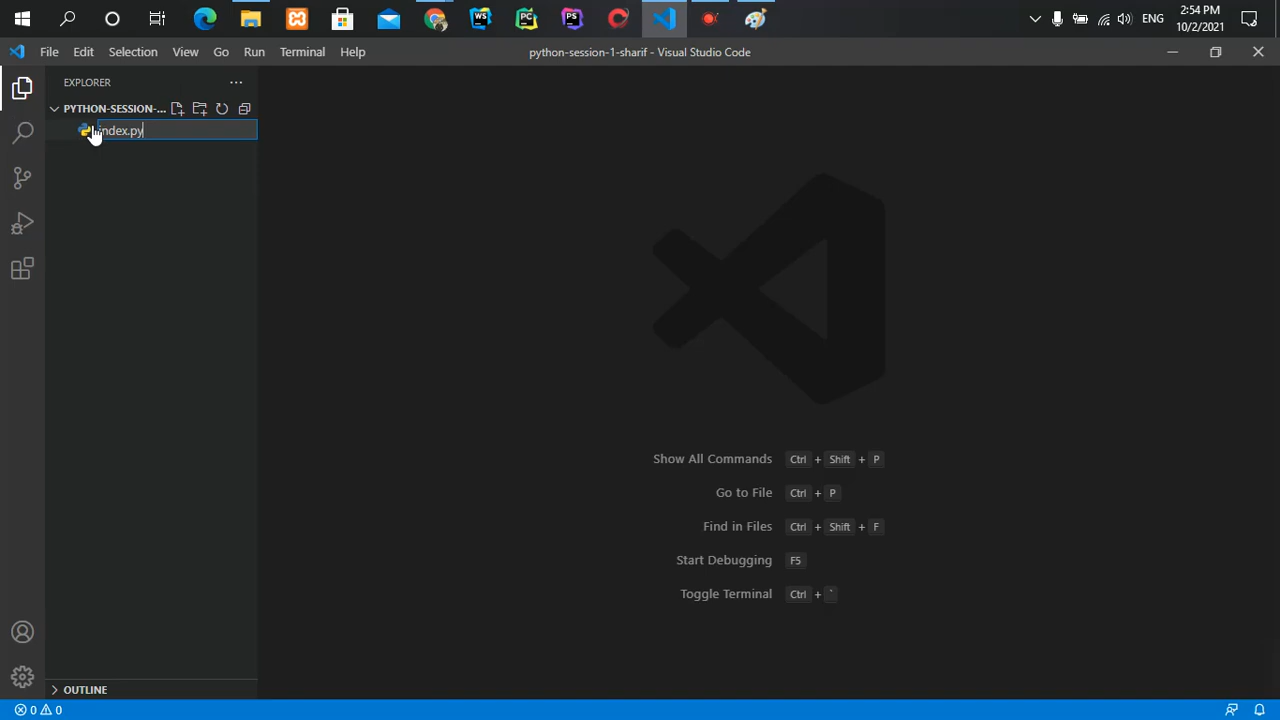 2:54 PM
ENG
10/2/2021
File Edit Selection View Go Run Terminal Help
python-session-1-sharif - Visual Studio Code
EXPLORER
PYTHON-SESSION-...
index.py
Show All Commands Ctrl + Shift + P
Go to File Ctrl + P
Find in Files Ctrl + Shift + F
Start Debugging F5
Toggle Terminal Ctrl + `
OUTLINE
0 0